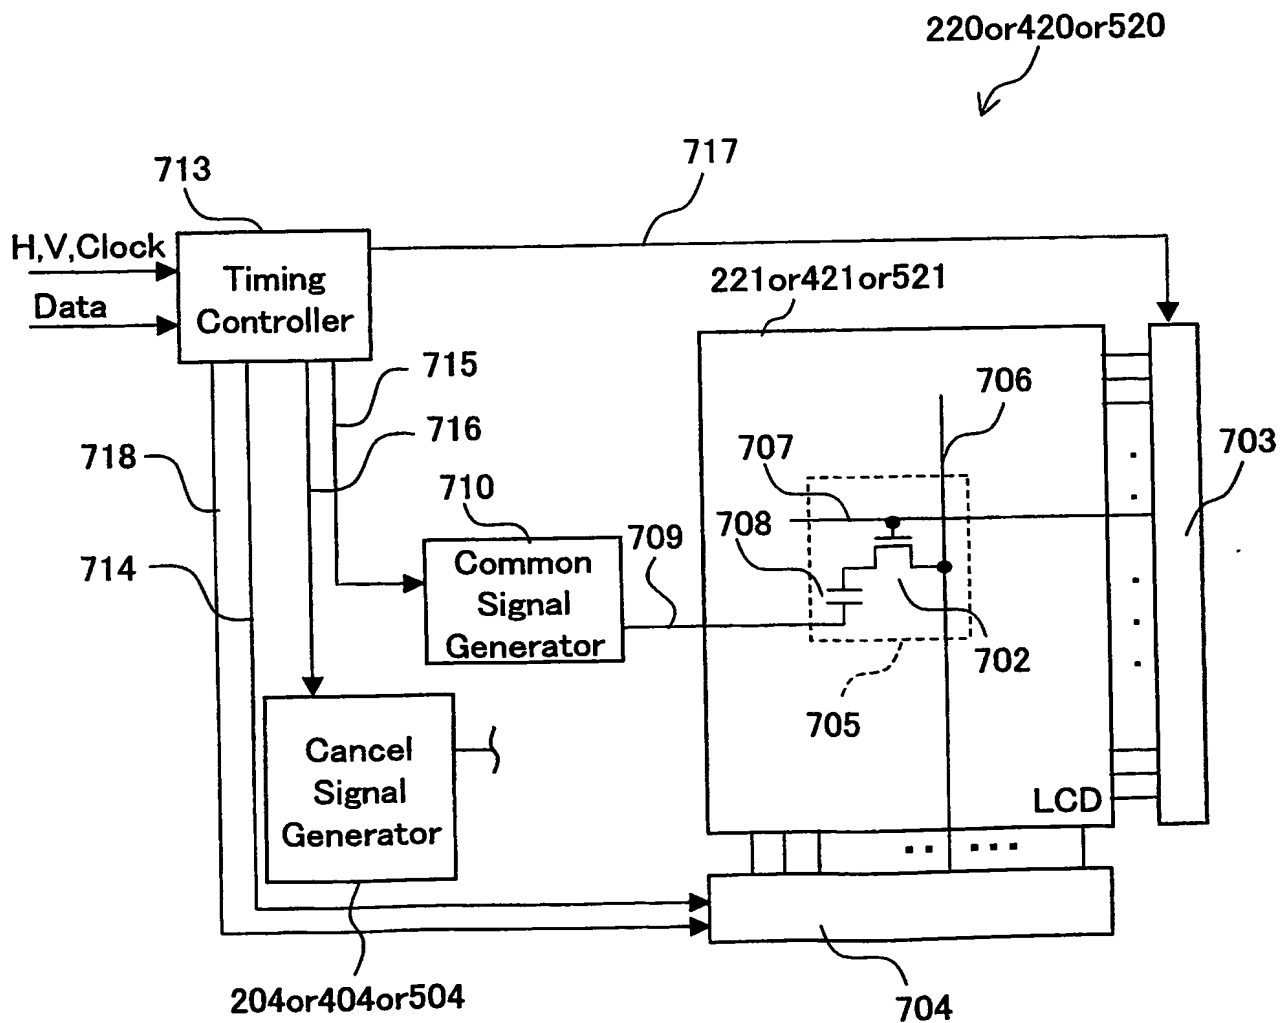 220or420or520
713
717
H,V,Clock
Data
Timing
Controller
221or421or521
715
706
716
718
707
703
710
708
709
714
Common
Signal
Generator
702
705
Cancel
Signal
Generator
LCD
204or404or504
704